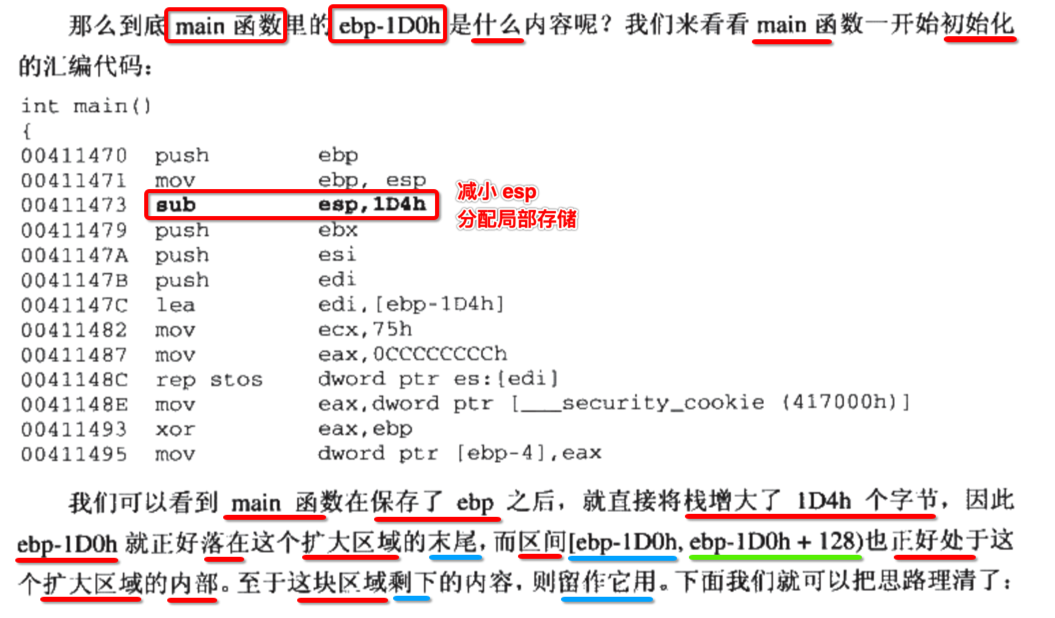 那么到底 main 函数里的 ebp-1D0h 是什么内容呢？我们来看看 main 函数一开始初始化
的汇编代码：
int main()
{
00411470 push ebp
00411471 mov ebp, esp
00411473 sub esp,1D4h
减小 esp
分配局部存储
00411479 push ebx
0041147A push esi
0041147B push edi
0041147C lea edi,[ebp-1D4h]
00411482 mov ecx,75h
00411487 mov eax,0CCCCCCCCh
0041148C rep stos dword ptr es:[edi]
0041148E mov eax,dword ptr [___security_cookie (417000h)]
00411493 xor eax,ebp
00411495 mov dword ptr [ebp-4],eax
我们可以看到 main 函数在保存了 ebp 之后，就直接将栈增大了 1D4h 个字节，因此
ebp-1D0h 就正好落在这个扩大区域的末尾，而区间[ebp-1D0h, ebp-1D0h + 128)也正好处于这
个扩大区域的内部。至于这块区域剩下的内容，则留作它用。下面我们就可以把思路理清了：